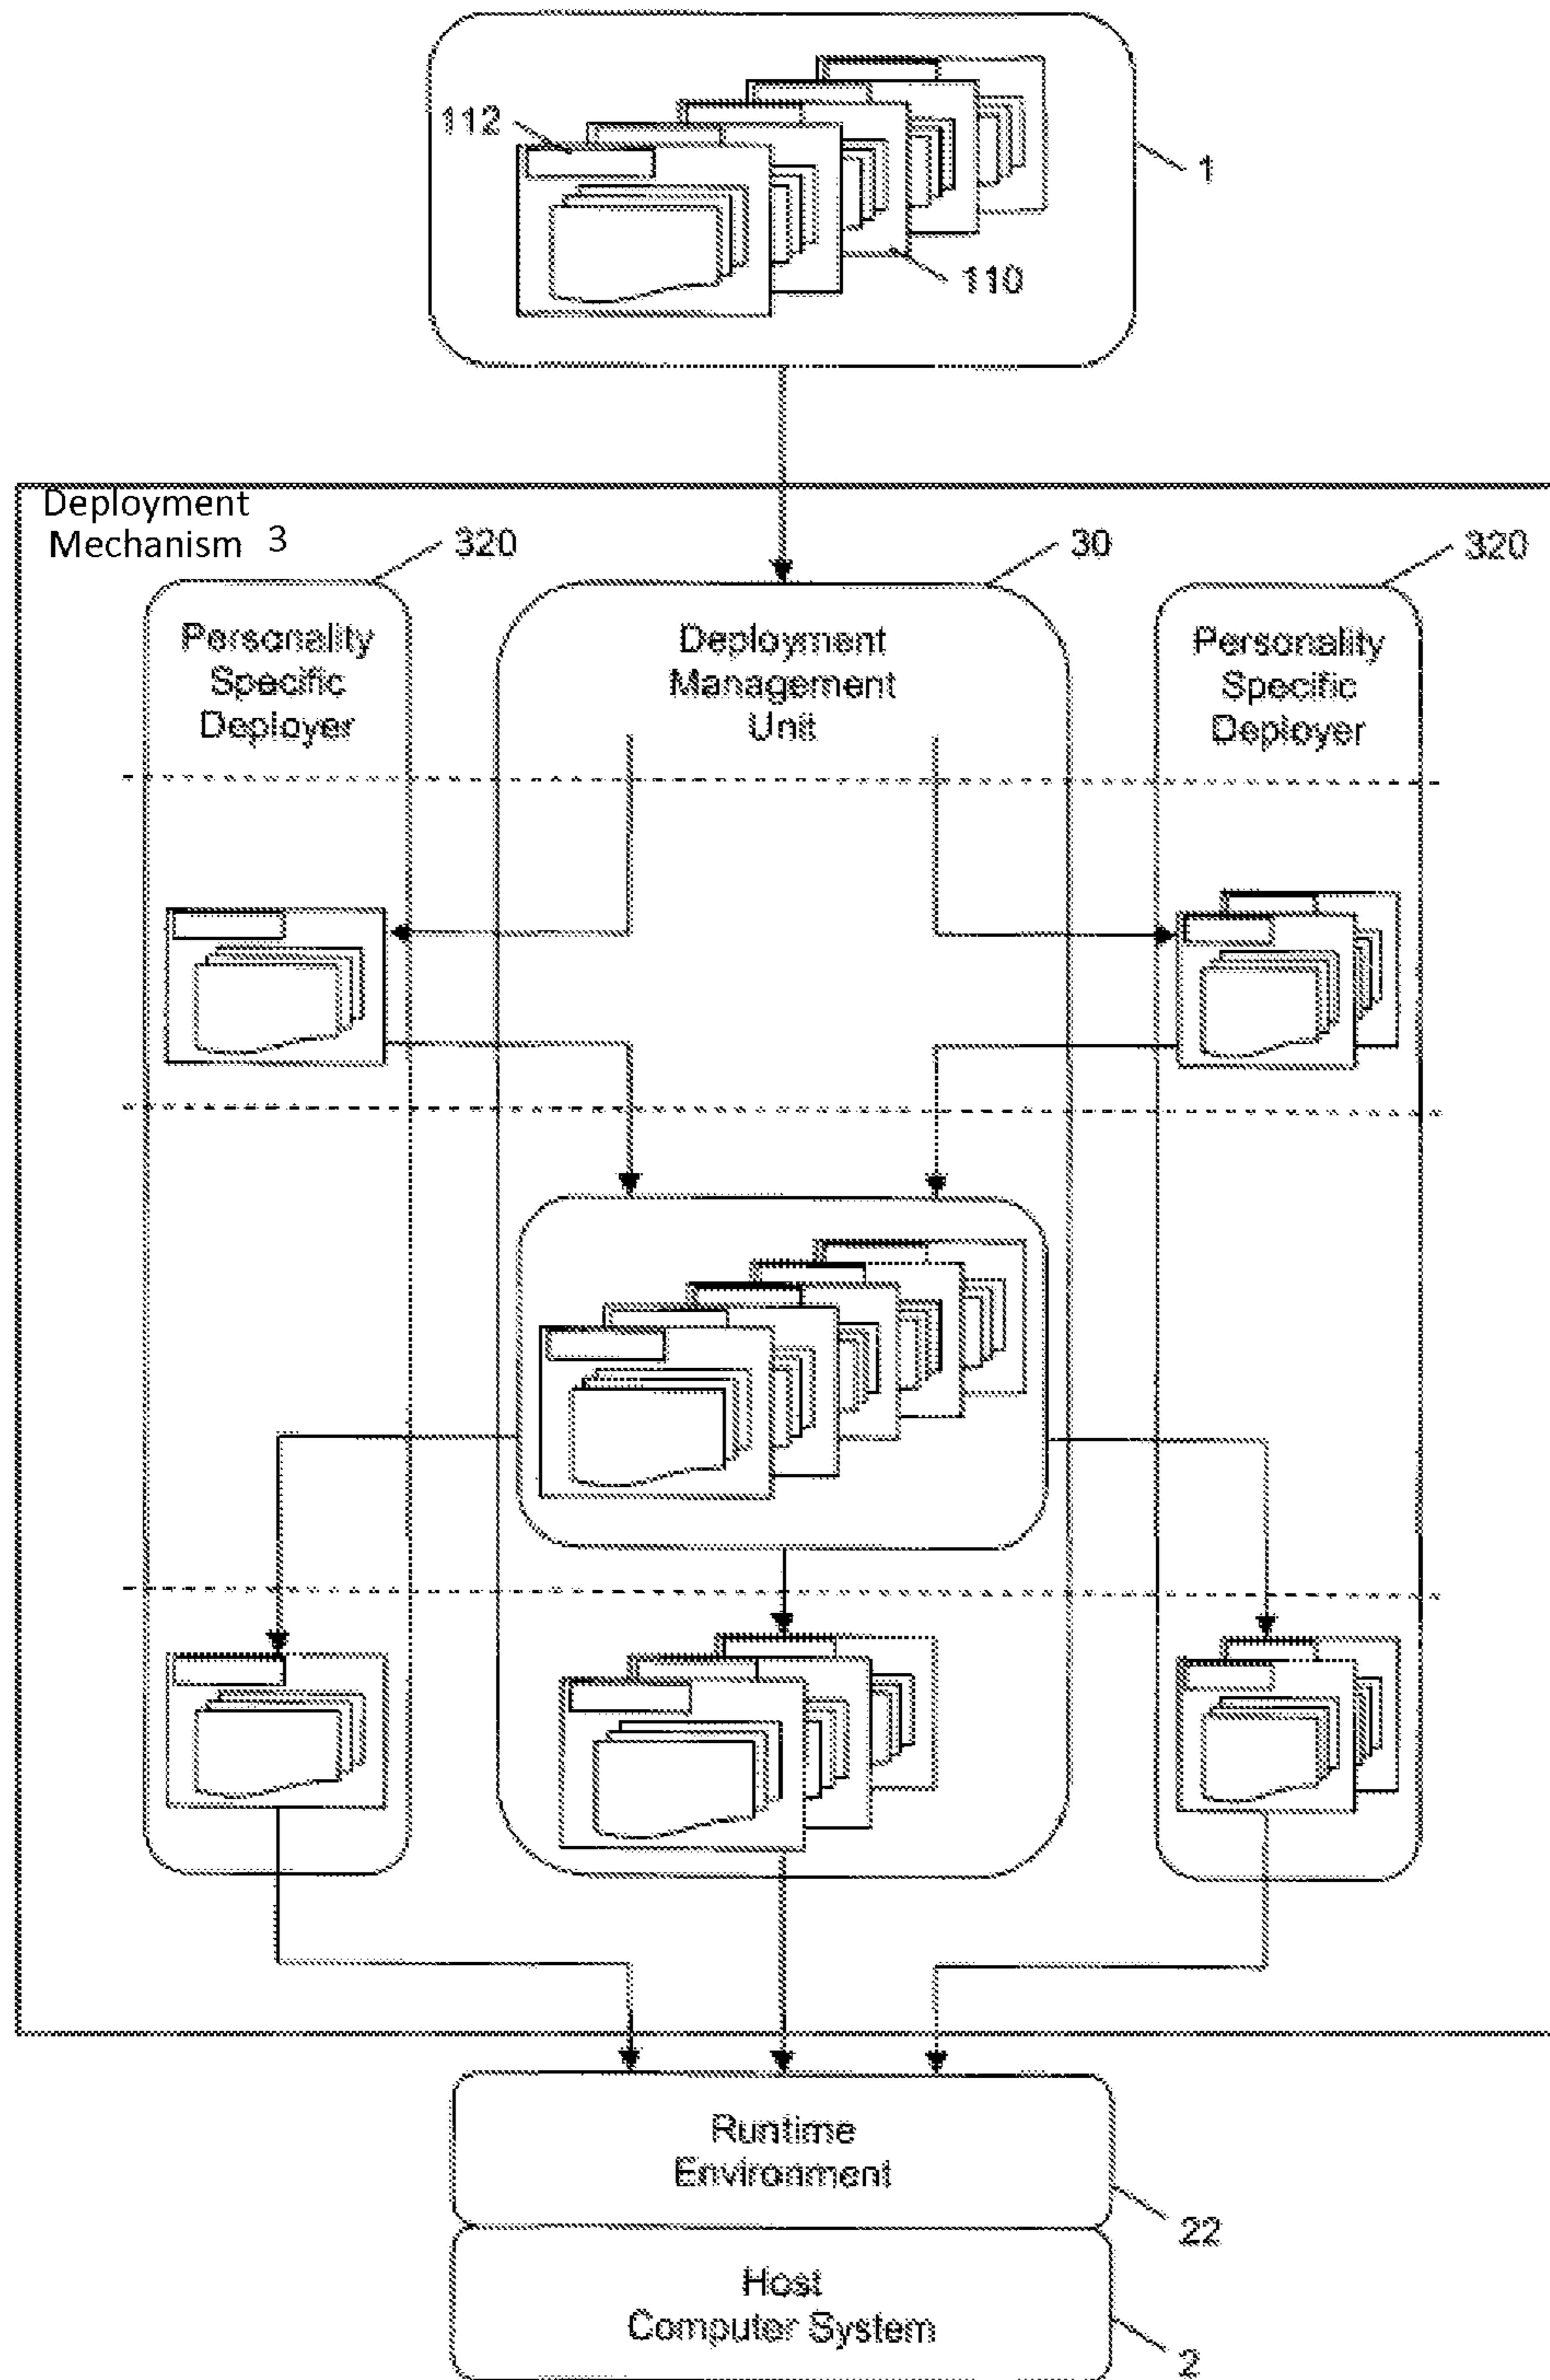 112
1
110
Deployment
Mechanism 3
320
30
320
Personality
Specific
Deployer
Deployment
Management
Unit
Personality
Specific
Deployer
Runtime
Environment
22
Host
Computer System
2